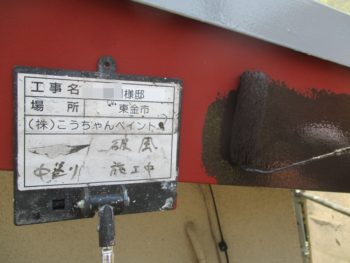 工事名 様邸
場所 東金市
(株)こうちゃんペイント
破風
中塗り 施工中